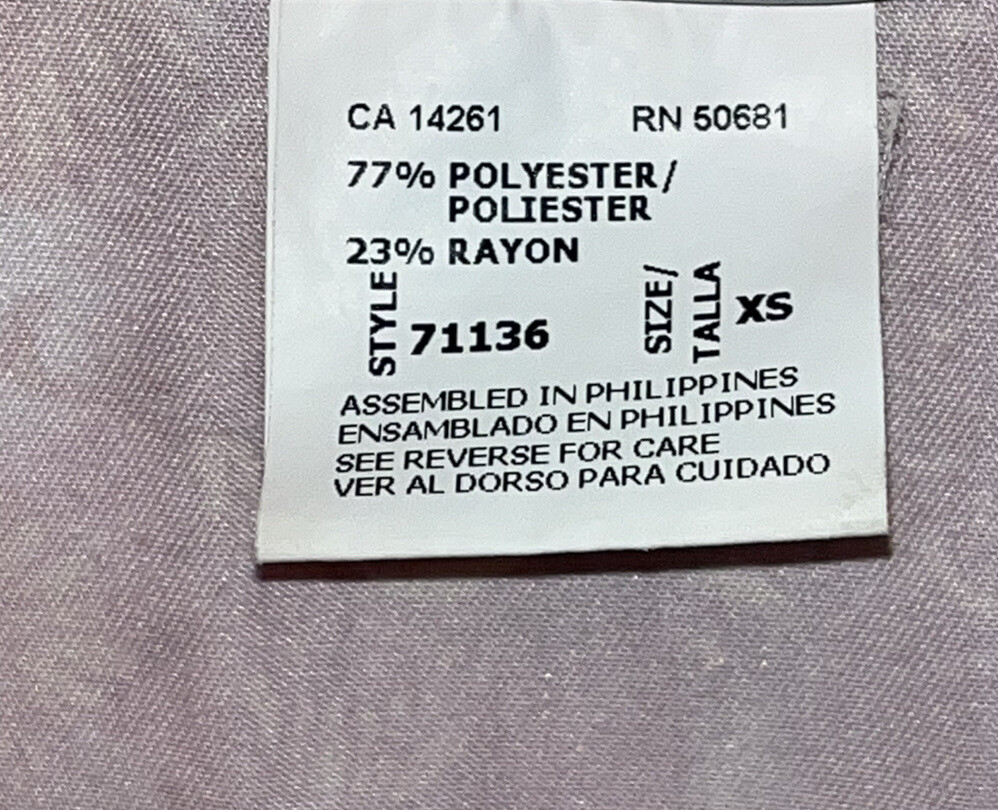 CA 14261 RN 50681
77% POLYESTER/
POLIESTER
23% RAYON
STYLE 71136 SIZE/ TALLA XS
ASSEMBLED IN PHILIPPINES
ENSAMBLADO EN PHILIPPINES
SEE REVERSE FOR CARE
VER AL DORSO PARA CUIDADO